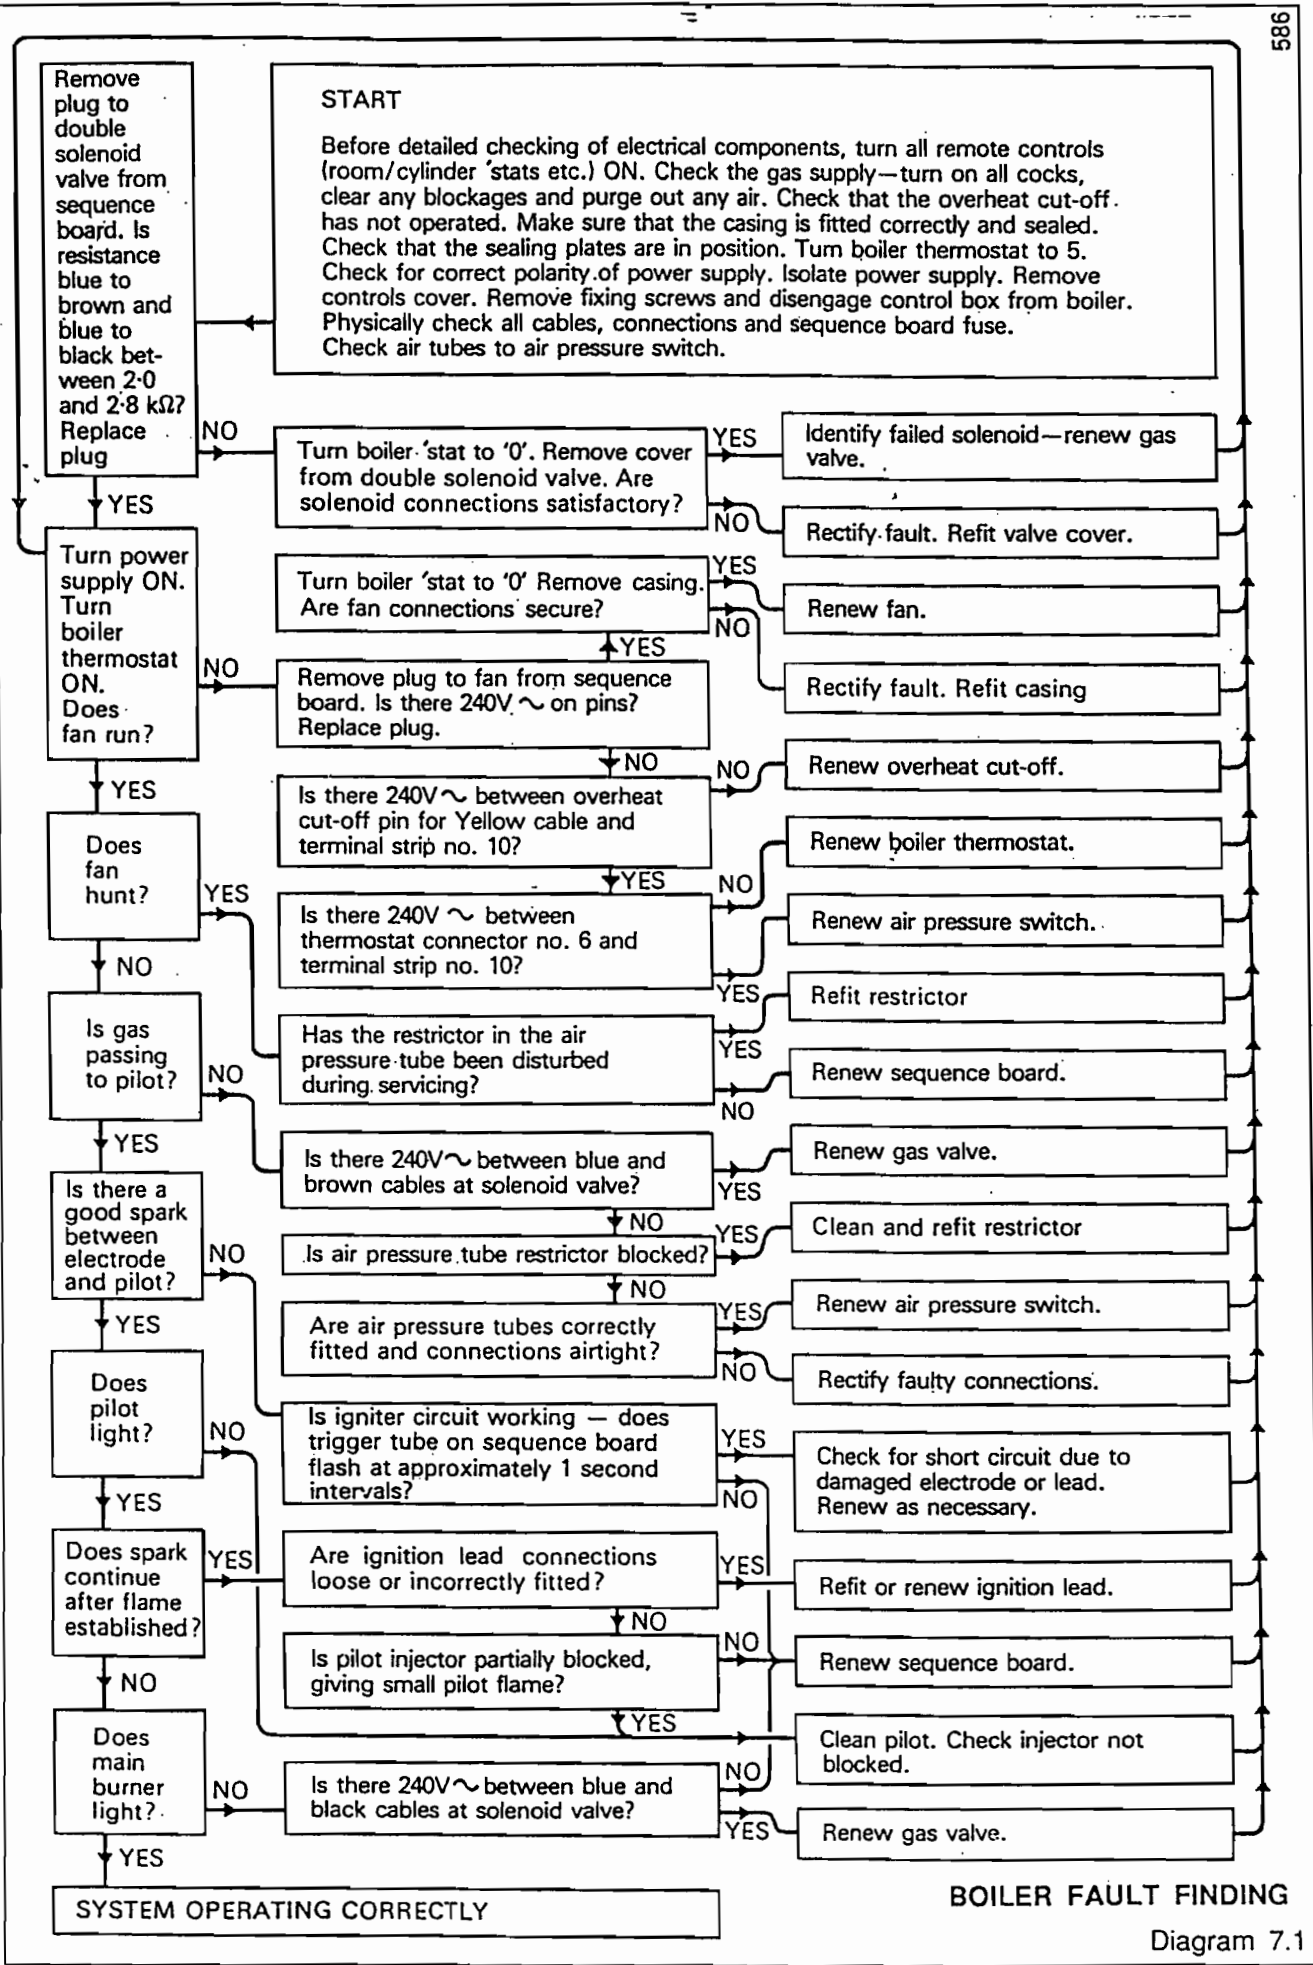 586
Remove
plug to
double
solenoid
valve from
sequence
board. Is
resistance
blue to
brown and
blue to
black bet-
ween 2·0
and 2·8 kΩ?
Replace
plug
START
Before detailed checking of electrical components, turn all remote controls
(room/cylinder 'stats etc.) ON. Check the gas supply—turn on all cocks,
clear any blockages and purge out any air. Check that the overheat cut-off
has not operated. Make sure that the casing is fitted correctly and sealed.
Check that the sealing plates are in position. Turn boiler thermostat to 5.
Check for correct polarity of power supply. Isolate power supply. Remove
controls cover. Remove fixing screws and disengage control box from boiler.
Physically check all cables, connections and sequence board fuse.
Check air tubes to air pressure switch.
NO
Turn boiler 'stat to '0'. Remove cover
from double solenoid valve. Are
solenoid connections satisfactory?
YES
Identify failed solenoid—renew gas
valve.
NO
Rectify fault. Refit valve cover.
YES
Turn power
supply ON.
Turn
boiler
thermostat
ON.
Does
fan run?
Turn boiler 'stat to '0' Remove casing.
Are fan connections secure?
YES
Renew fan.
NO
Rectify fault. Refit casing
YES
NO
Remove plug to fan from sequence
board. Is there 240V ~ on pins?
Replace plug.
NO
Is there 240V ~ between overheat
cut-off pin for Yellow cable and
terminal strip no. 10?
NO
Renew overheat cut-off.
YES
Is there 240V ~ between
thermostat connector no. 6 and
terminal strip no. 10?
NO
Renew boiler thermostat.
YES
Renew air pressure switch.
YES
Does
fan
hunt?
YES
Has the restrictor in the air
pressure tube been disturbed
during servicing?
YES
Refit restrictor
NO
Renew sequence board.
NO
Is gas
passing
to pilot?
NO
Is there 240V ~ between blue and
brown cables at solenoid valve?
YES
Renew gas valve.
NO
Is air pressure tube restrictor blocked?
YES
Clean and refit restrictor
NO
Are air pressure tubes correctly
fitted and connections airtight?
YES
Renew air pressure switch.
NO
Rectify faulty connections.
YES
Is there a
good spark
between
electrode
and pilot?
NO
Is igniter circuit working — does
trigger tube on sequence board
flash at approximately 1 second
intervals?
YES
Check for short circuit due to
damaged electrode or lead.
Renew as necessary.
NO
YES
Does
pilot
light?
NO
YES
Does spark
continue
after flame
established?
YES
Are ignition lead connections
loose or incorrectly fitted?
YES
Refit or renew ignition lead.
NO
Is pilot injector partially blocked,
giving small pilot flame?
NO
Renew sequence board.
YES
Clean pilot. Check injector not
blocked.
NO
Does
main
burner
light?
NO
Is there 240V ~ between blue and
black cables at solenoid valve?
NO
YES
Renew gas valve.
YES
SYSTEM OPERATING CORRECTLY
BOILER FAULT FINDING
Diagram 7.1